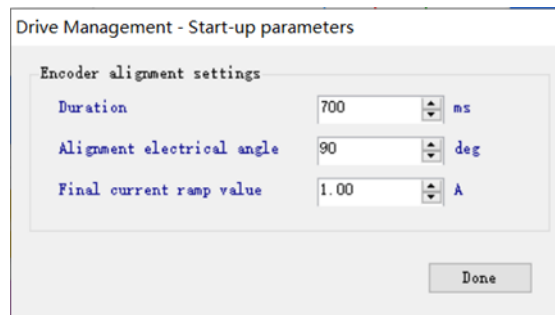 Drive Management - Start-up parameters
Encoder alignment settings
Duration 700 ms
Alignment electrical angle 90 deg
Final current ramp value 1.00 A
Done